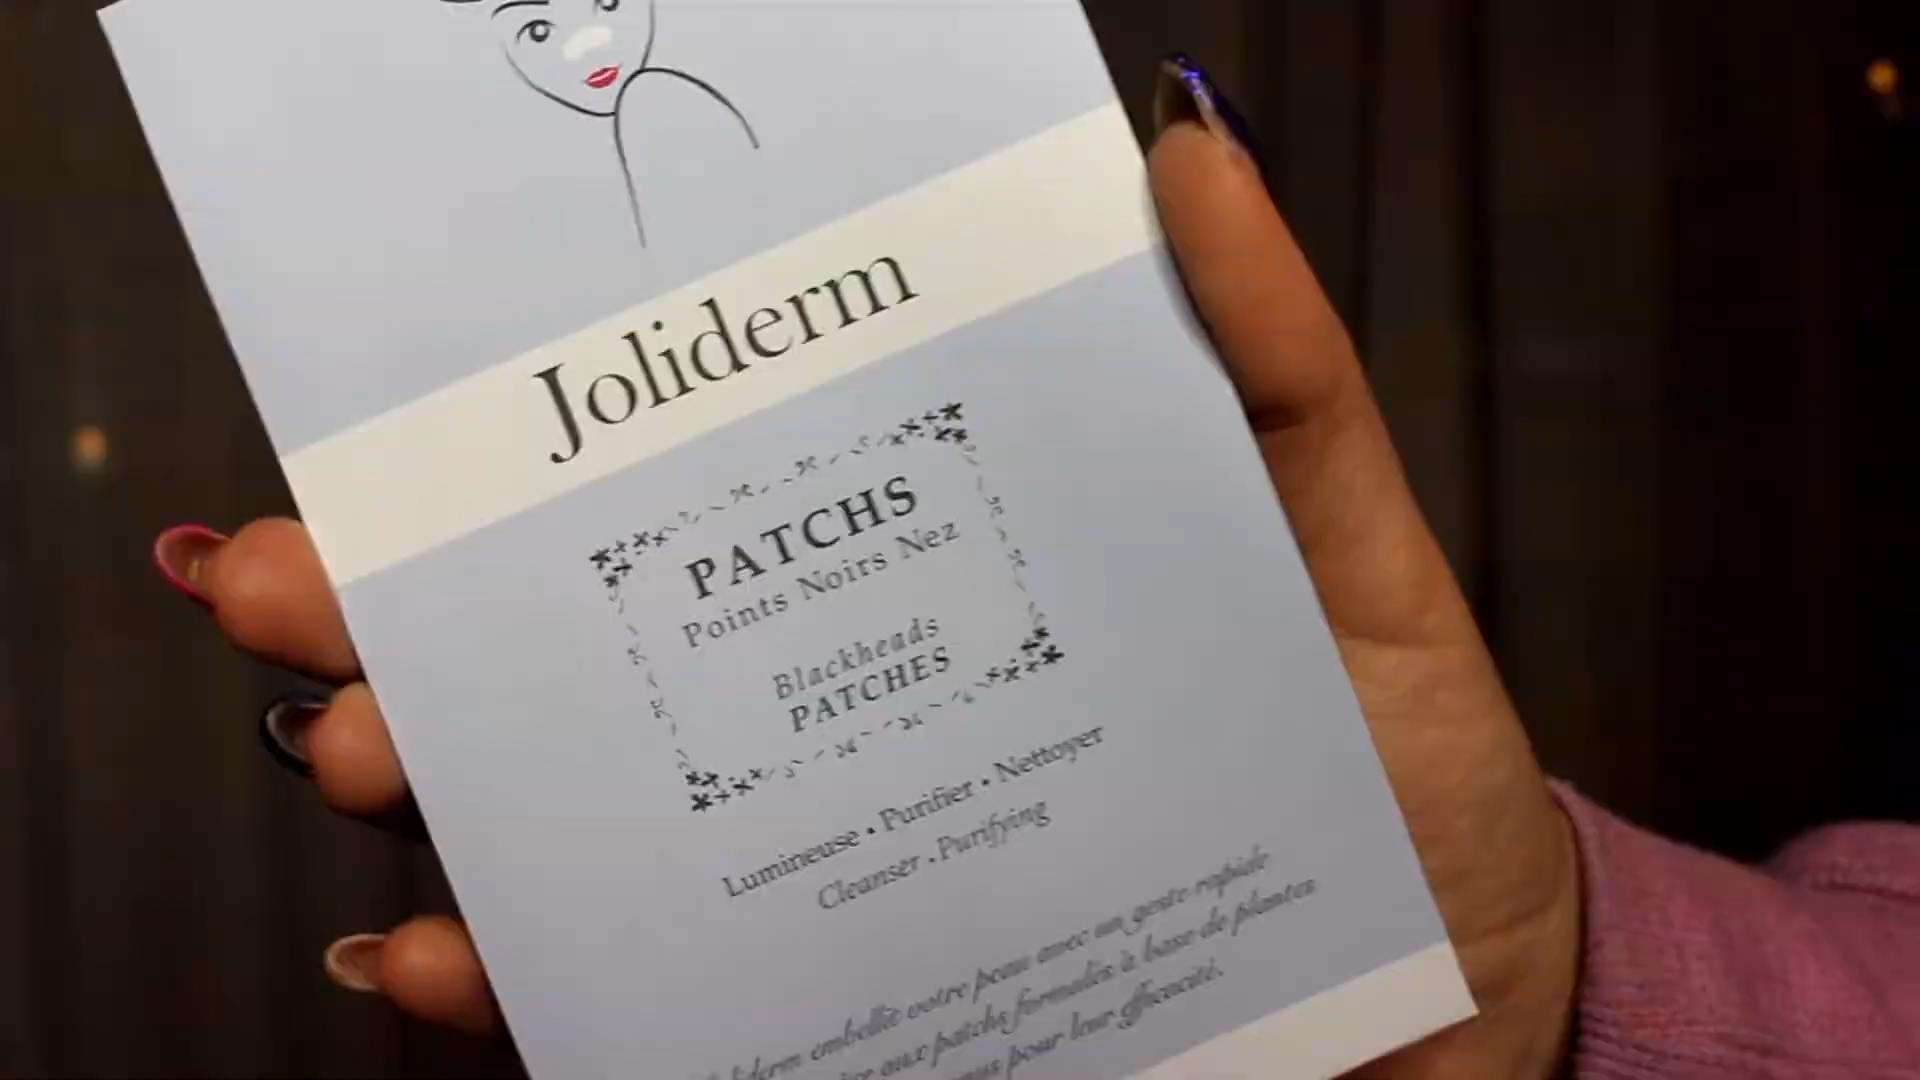 Joliderm
PATCHS
Points Noirs Nez
Blackheads
PATCHES
Lumineuse • Purifier • Nettoyer
Cleanser • Purifying
embellit votre peau avec un geste rapide
aux patchs formulés à base de plantes
pour leur efficacité.